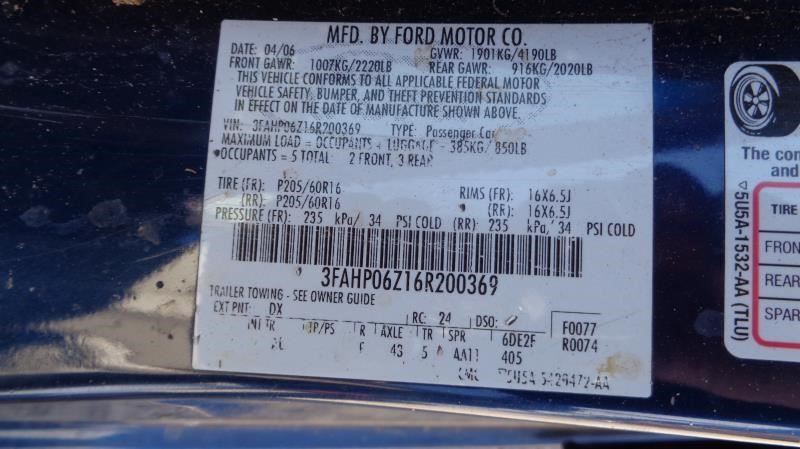 MFD. BY FORD MOTOR CO.
DATE: 04/06 GVWR: 1901KG/4190LB
FRONT GAWR: 1007KG/2220LB REAR GAWR: 916KG/2020LB
THIS VEHICLE CONFORMS TO ALL APPLICABLE FEDERAL MOTOR
VEHICLE SAFETY, BUMPER, AND THEFT PREVENTION STANDARDS
IN EFFECT ON THE DATE OF MANUFACTURE SHOWN ABOVE.
VIN: 3FAHP06Z16R200369 TYPE: Passenger Car
MAXIMUM LOAD = OCCUPANTS + LUGGAGE = 385KG/ 850LB
OCCUPANTS = 5 TOTAL: 2 FRONT, 3 REAR
TIRE (FR): P205/60R16 RIMS (FR): 16X6.5J
(RR): P205/60R16 (RR): 16X6.5J
PRESSURE (FR): 235 kPa/ 34 PSI COLD (RR): 235 kPa/ 34 PSI COLD
3FAHP06Z16R200369
TRAILER TOWING - SEE OWNER GUIDE
EXT PNT: DX RC: 24 DSO: F0077
INT TR TP/PS R AXLE TR SPR 6DE2F R0074
F 43 5 AA11 405
5U5A-1532-AA (TLU)
The con
and
TIRE
FRON
REAR
SPAR